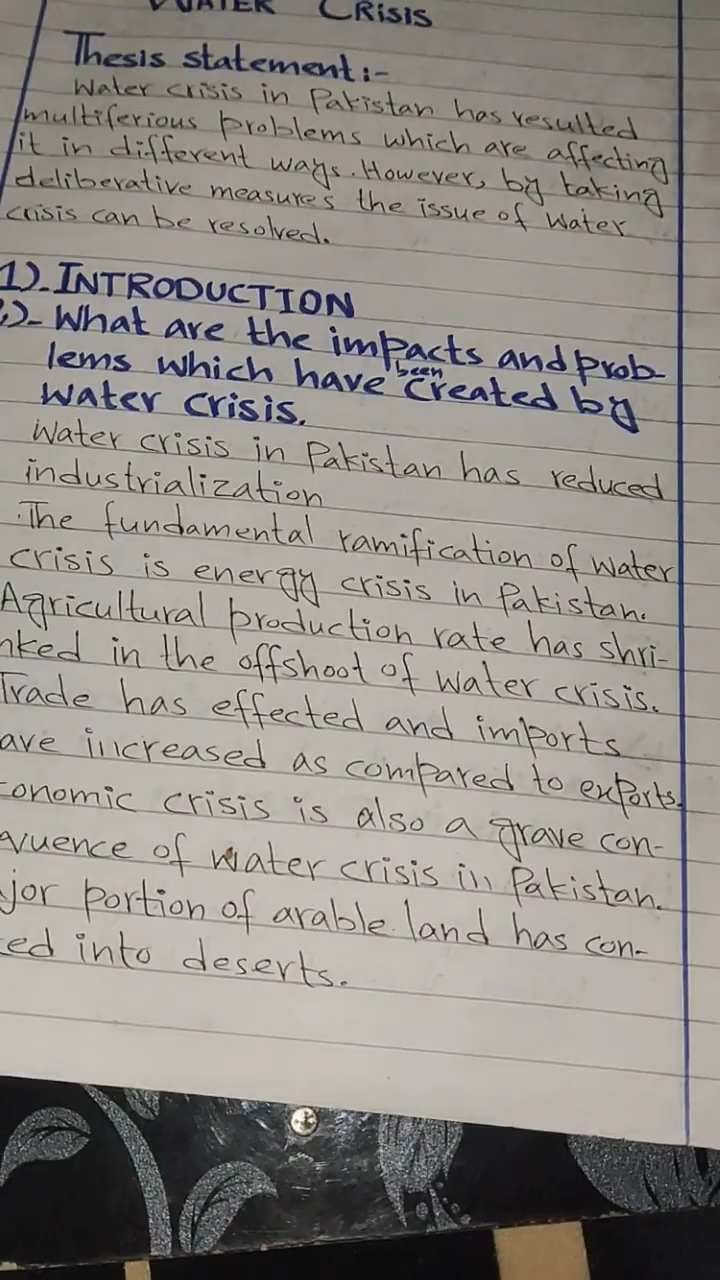 WATER CRISIS
Thesis statement:-
Water crisis in Pakistan has resulted
multiferious problems which are affecting
it in different ways. However, by taking
deliberative measures the issue of water
crisis can be resolved.
1). INTRODUCTION
)- What are the impacts and prob-
lems which have been created by
water crisis.
Water crisis in Pakistan has reduced
industrialization
.The fundamental ramification of water
crisis is energy crisis in Pakistan.
Agricultural production rate has shri-
nked in the offshoot of water crisis.
Trade has effected and imports
ave increased as compared to exports.
conomic crisis is also a grave con-
quence of water crisis in Pakistan.
jor portion of arable land has con-
ed into deserts.